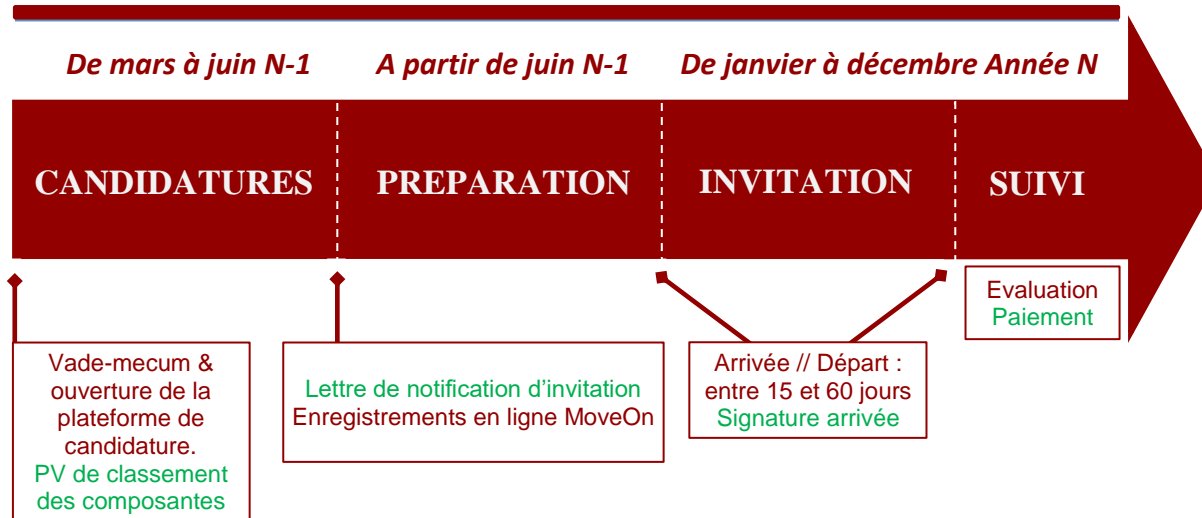 De mars à juin N-1
A partir de juin N-1
De janvier à décembre Année N
CANDIDATURES
PREPARATION
INVITATION
SUIVI
Vade-mecum &
ouverture de la
plateforme de
candidature.
PV de classement
des composantes
Lettre de notification d’invitation
Enregistrements en ligne MoveOn
Arrivée // Départ :
entre 15 et 60 jours
Signature arrivée
Evaluation
Paiement